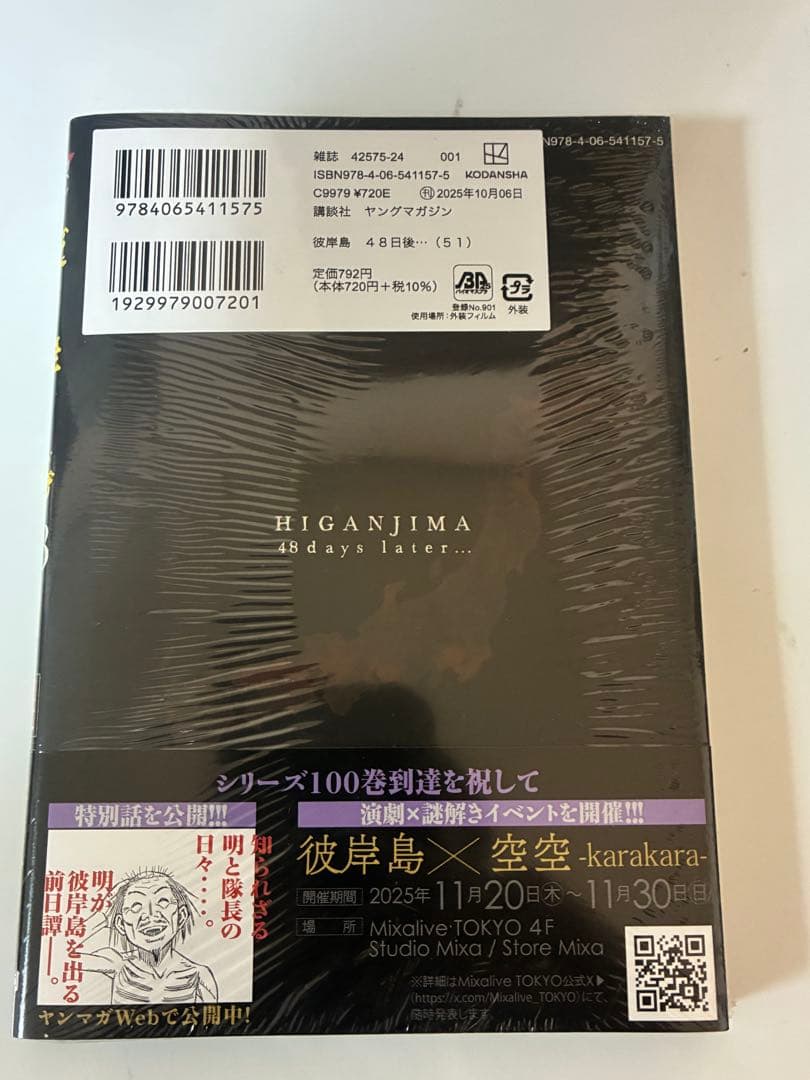 9784065411575
1929979007201
雑誌 42575-24 001
ISBN978-4-06-541157-5 KODANSHA
C9979 ¥720E ㊞2025年10月06日
講談社 ヤングマガジン
彼岸島 48日後…（51）
定価792円
（本体720円＋税10%）
バイオマスプラ
登録No.901
使用場所：外装フィルム
プラ
外装
N978-4-06-541157-5
HIGANJIMA
48days later...
シリーズ100巻到達を祝して
特別話を公開!!!
知られざる
明と隊長の
日々・・・・。
明が
彼岸島を出る
前日譚――。
ヤンマガWebで公開中!
演劇×謎解きイベントを開催!!!
彼岸島×空空-karakara-
開催期間 2025年11月20日木～11月30日日
場所 Mixalive・TOKYO 4F
Studio Mixa / Store Mixa
※詳細はMixalive TOKYO公式X▶
(https://x.com/Mixalive_TOKYO)にて、
随時発表します